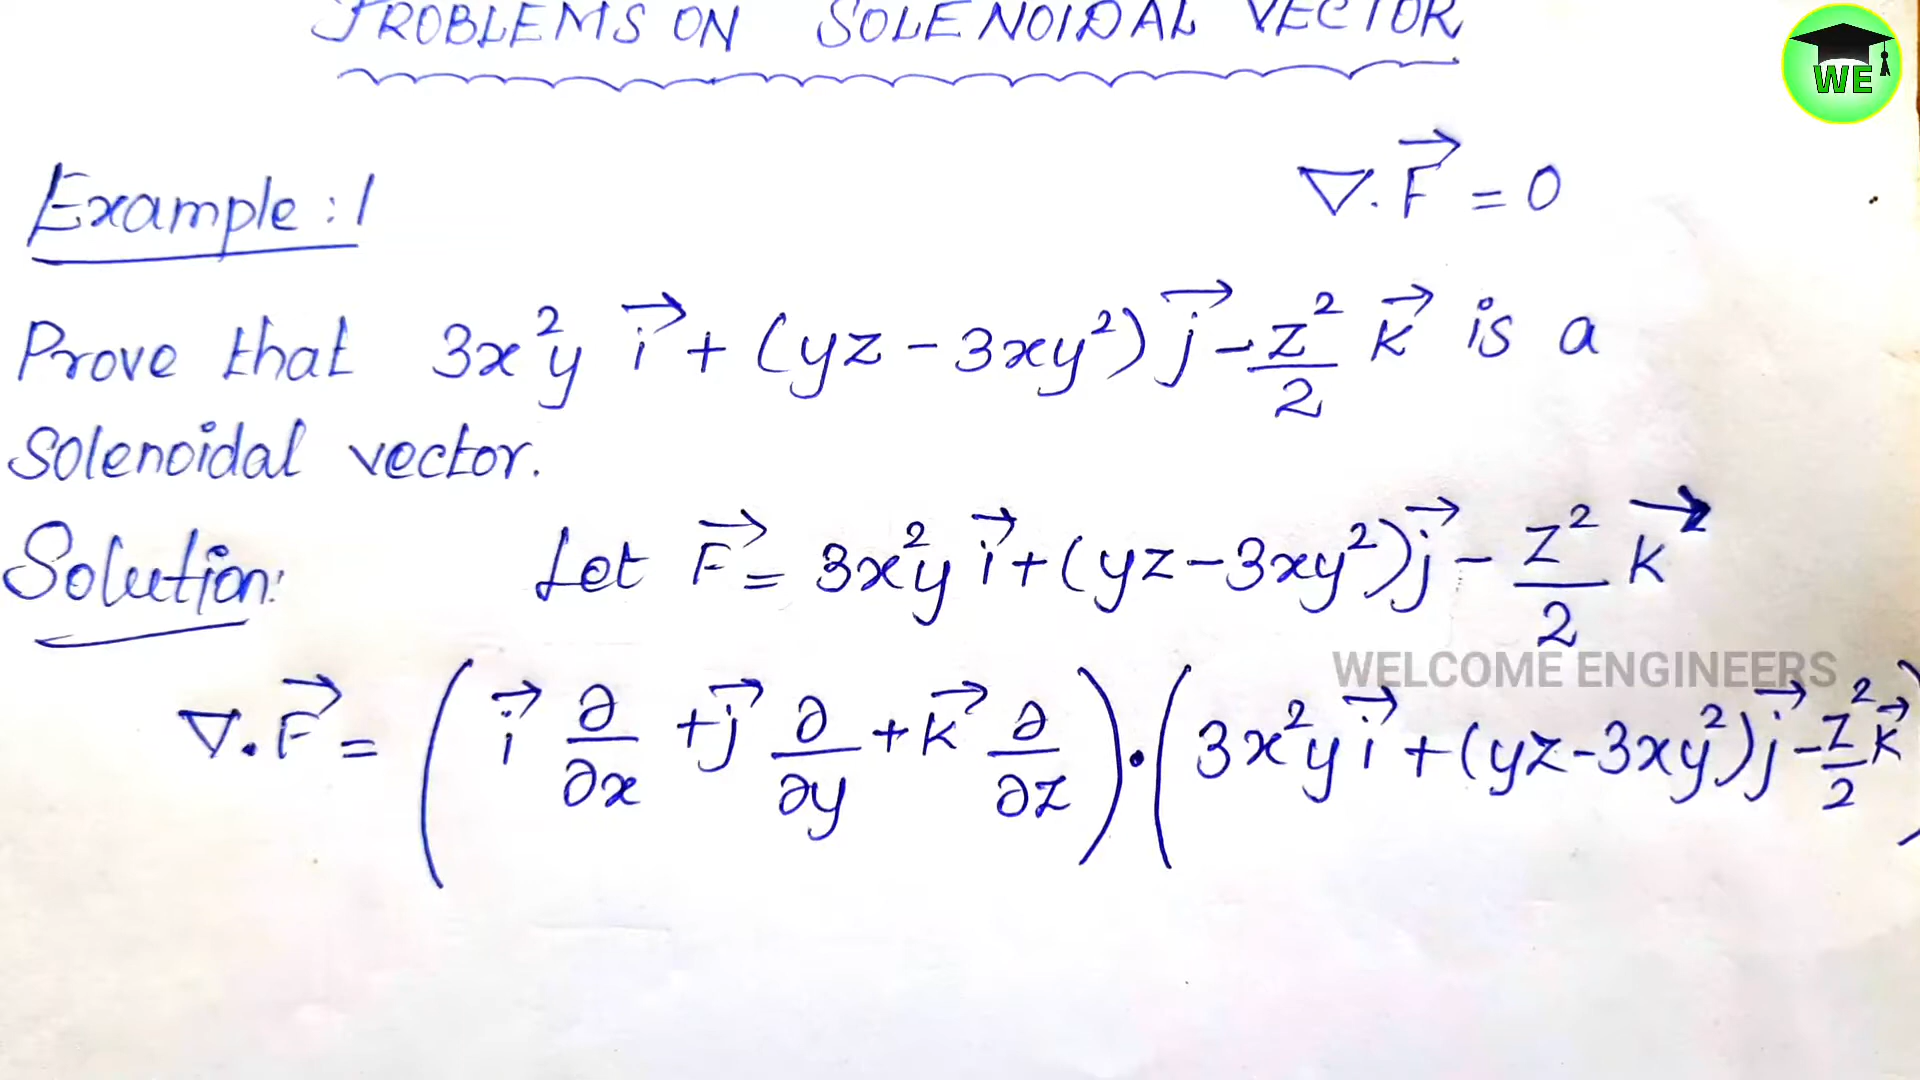 PROBLEMS ON SOLENOIDAL VECTOR
WE
∇.F⃗ = 0
Example: 1
Prove that 3x²y i⃗ + (yz - 3xy²) j⃗ - z²/2 k⃗ is a
Solenoidal vector.
Solution: Let F⃗ = 3x²y i⃗ + (yz - 3xy²) j⃗ - z²/2 k⃗
WELCOME ENGINEERS
∇.F⃗ = (i⃗ ∂/∂x + j⃗ ∂/∂y + k⃗ ∂/∂z) . (3x²y i⃗ + (yz - 3xy²) j⃗ - z²/2 k⃗)